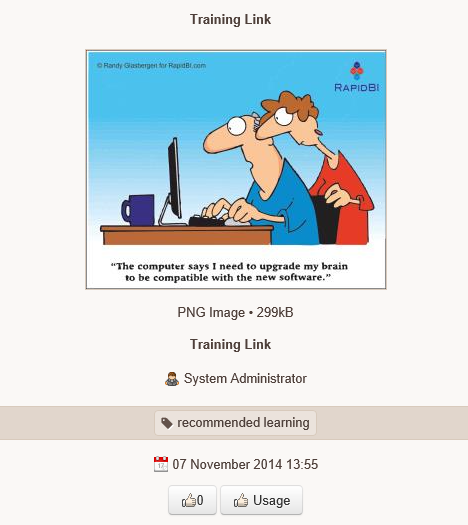 Training Link
© Randy Glasbergen for RapidBI.com
RAPIDBI
"The computer says I need to upgrade my brain
to be compatible with the new software."
PNG Image • 299kB
Training Link
System Administrator
recommended learning
07 November 2014 13:55
0
Usage